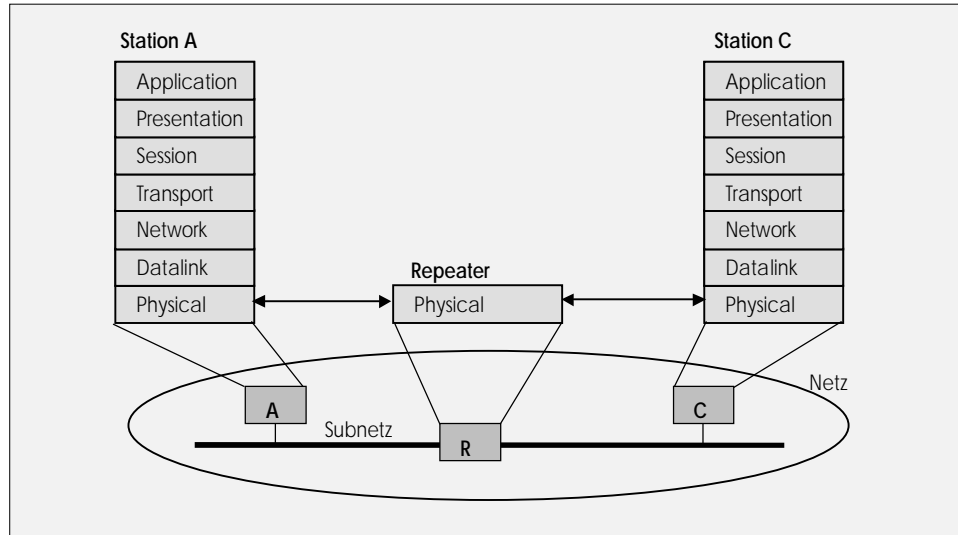 Station A
Station C
Application
Presentation
Session
Transport
Network
Datalink
Physical
Application
Presentation
Session
Transport
Network
Datalink
Physical
Repeater
Physical
Netz
A
C
Subnetz
R